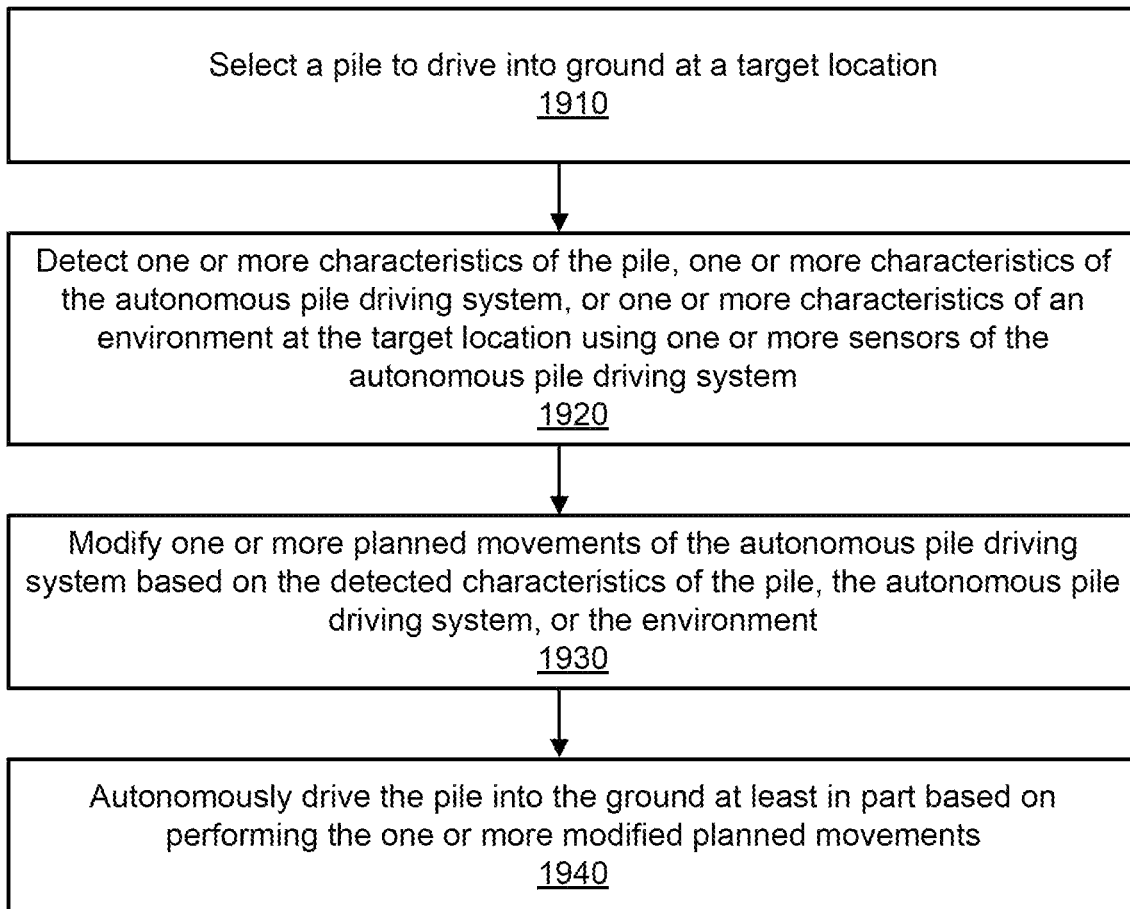 Select a pile to drive into ground at a target location
1910
Detect one or more characteristics of the pile, one or more characteristics of
the autonomous pile driving system, or one or more characteristics of an
environment at the target location using one or more sensors of the
autonomous pile driving system
1920
Modify one or more planned movements of the autonomous pile driving
system based on the detected characteristics of the pile, the autonomous pile
driving system, or the environment
1930
Autonomously drive the pile into the ground at least in part based on
performing the one or more modified planned movements
1940